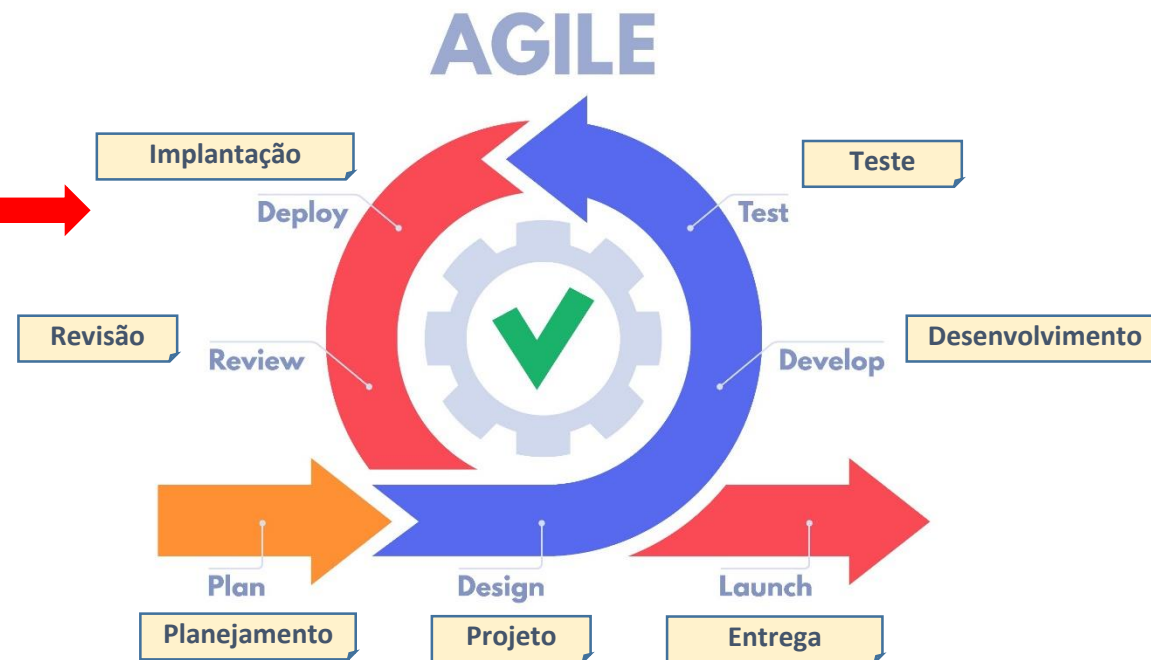 AGILE
Implantação
Teste
Deploy
Test
Revisão
Desenvolvimento
Review
Develop
Plan
Design
Launch
Planejamento
Projeto
Entrega